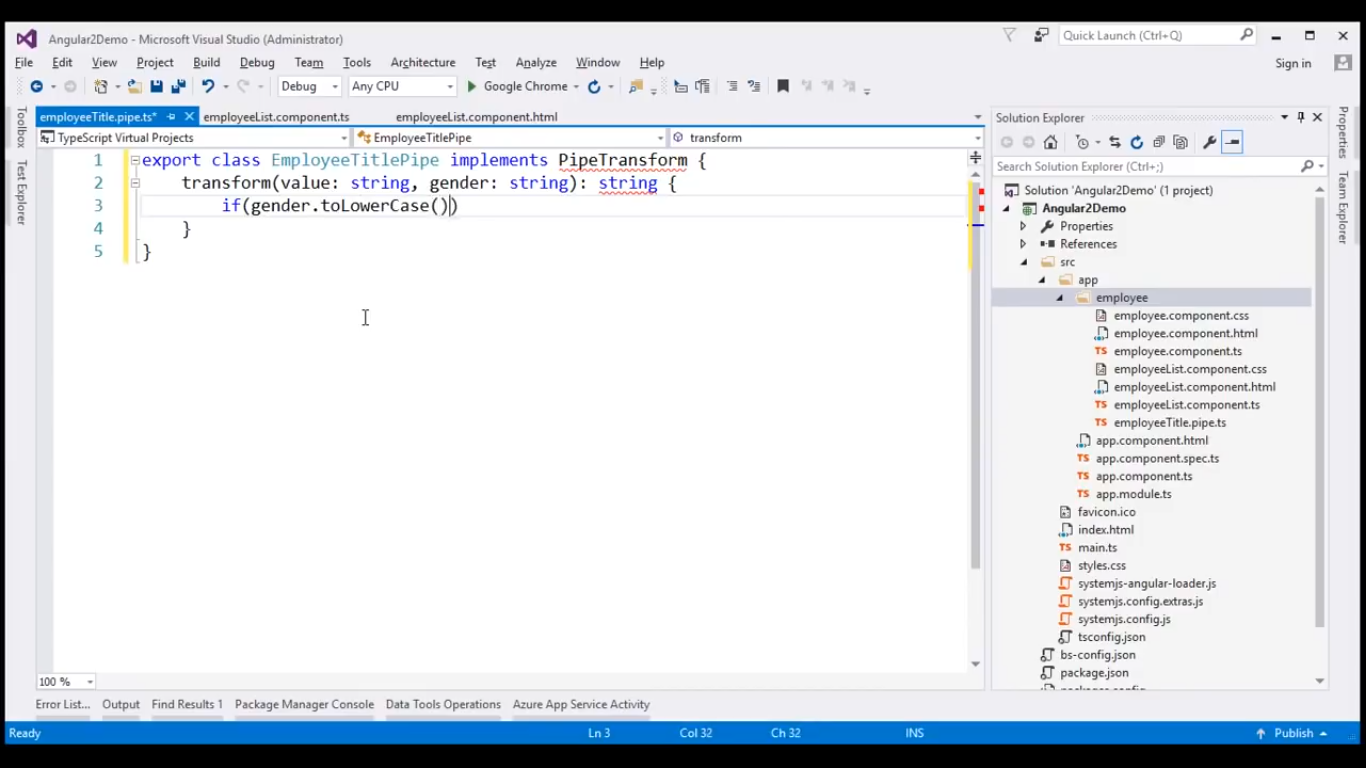 Angular2Demo - Microsoft Visual Studio (Administrator)
Quick Launch (Ctrl+Q)
File Edit View Project Build Debug Team Tools Architecture Test Analyze Window Help
Sign in
Debug Any CPU Google Chrome
employeeTitle.pipe.ts* employeeList.component.ts employeeList.component.html
TypeScript Virtual Projects EmployeeTitlePipe transform
Toolbox
Test Explorer
1 export class EmployeeTitlePipe implements PipeTransform {
2 transform(value: string, gender: string): string {
3 if(gender.toLowerCase())
4 }
5 }
100 %
Solution Explorer
Search Solution Explorer (Ctrl+;)
Solution 'Angular2Demo' (1 project)
Angular2Demo
Properties
References
src
app
employee
employee.component.css
employee.component.html
employee.component.ts
employeeList.component.css
employeeList.component.html
employeeList.component.ts
employeeTitle.pipe.ts
app.component.html
app.component.spec.ts
app.component.ts
app.module.ts
favicon.ico
index.html
main.ts
styles.css
systemjs-angular-loader.js
systemjs.config.extras.js
systemjs.config.js
tsconfig.json
bs-config.json
package.json
Properties
Team Explorer
Error List... Output Find Results 1 Package Manager Console Data Tools Operations Azure App Service Activity
Ready Ln 3 Col 32 Ch 32 INS Publish